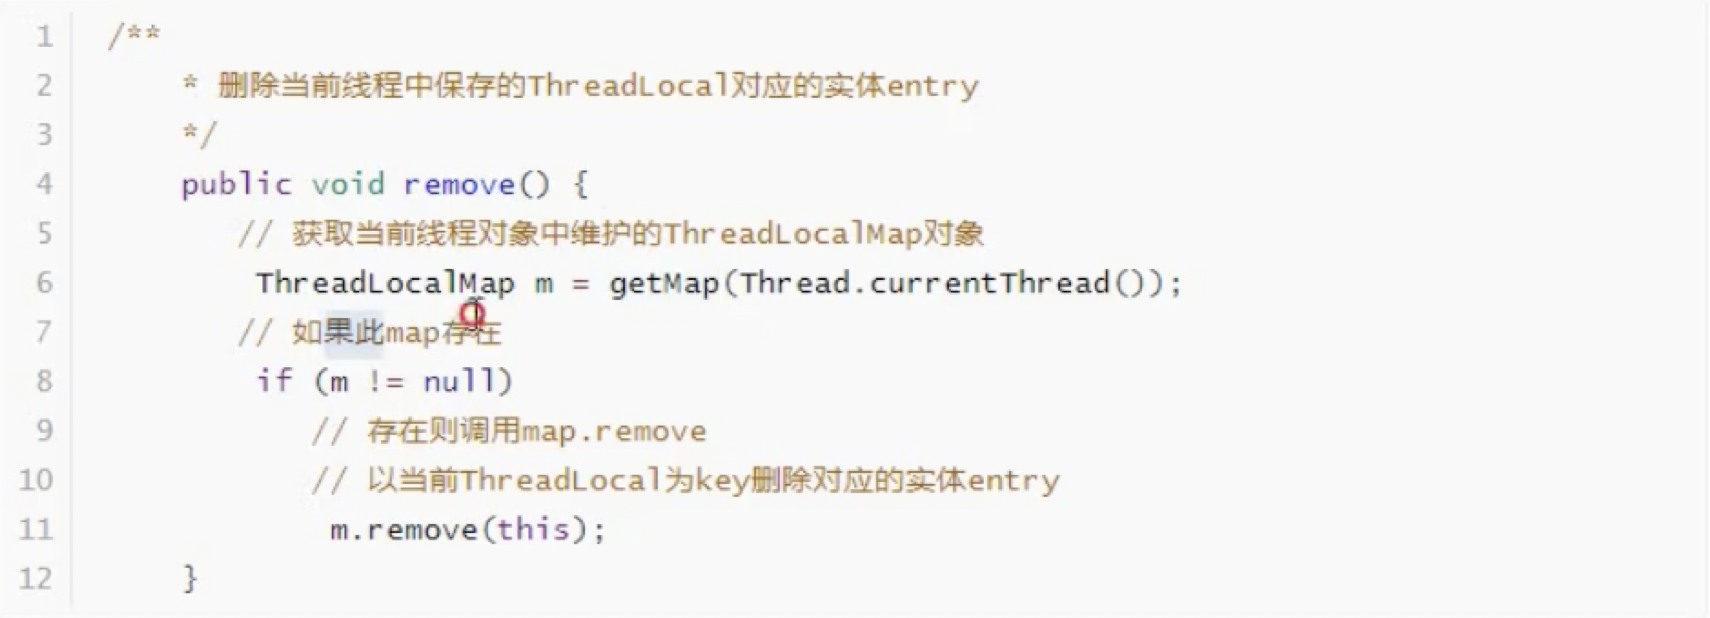 1 /**
2 * 删除当前线程中保存的ThreadLocal对应的实体entry
3 */
4 public void remove() {
5 // 获取当前线程对象中维护的ThreadLocalMap对象
6 ThreadLocalMap m = getMap(Thread.currentThread());
7 // 如果此map存在
8 if (m != null)
9 // 存在则调用map.remove
10 // 以当前ThreadLocal为key删除对应的实体entry
11 m.remove(this);
12 }